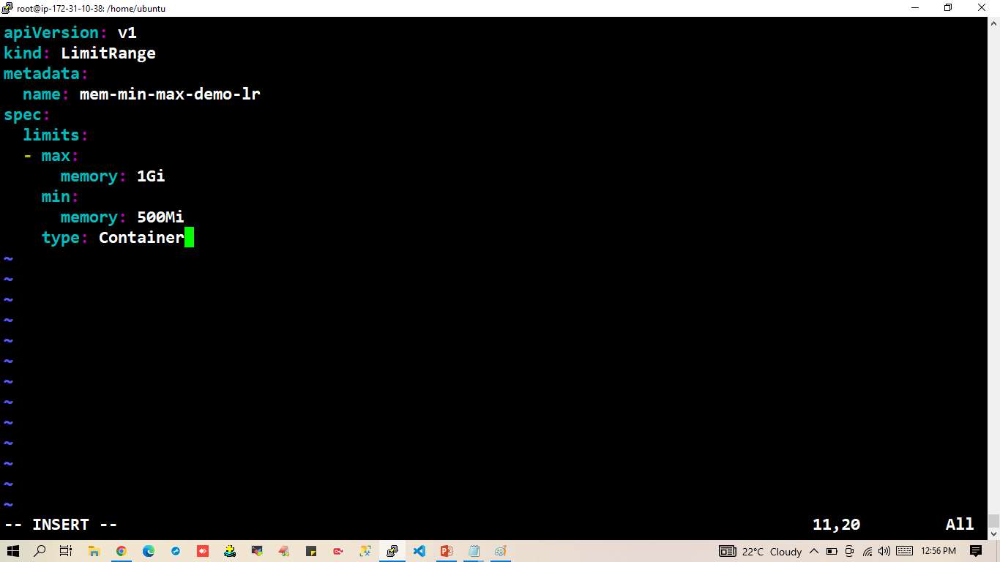 root@ip-172-31-10-38: /home/ubuntu
apiVersion: v1
kind: LimitRange
metadata:
  name: mem-min-max-demo-lr
spec:
  limits:
  - max:
      memory: 1Gi
    min:
      memory: 500Mi
    type: Container
~
~
~
~
~
~
~
~
~
~
~
~
~
-- INSERT -- 11,20 All
22°C Cloudy 12:56 PM